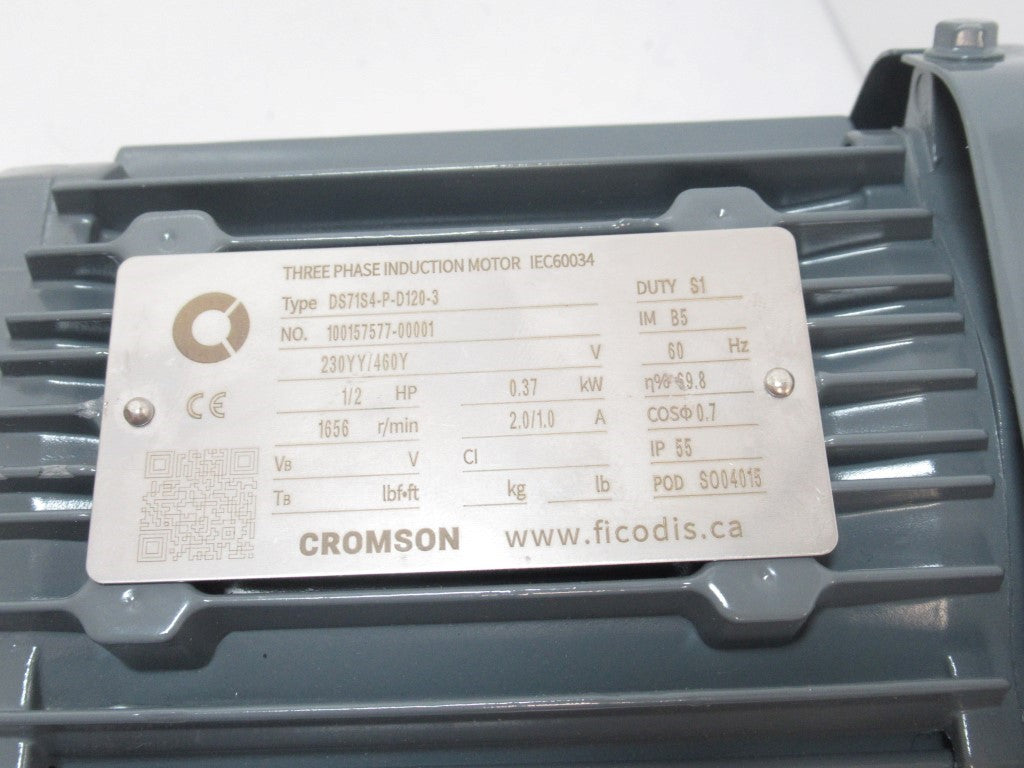 THREE PHASE INDUCTION MOTOR IEC60034
Type DS71S4-P-D120-3
DUTY S1
NO. 100157577-00001
IM B5
230YY/460Y V
60 Hz
1/2 HP 0.37 kW
η% 69.8
1656 r/min 2.0/1.0 A
COSΦ 0.7
VB V CI
IP 55
TB lbf•ft kg lb
POD SO04015
CE
CROMSON www.ficodis.ca